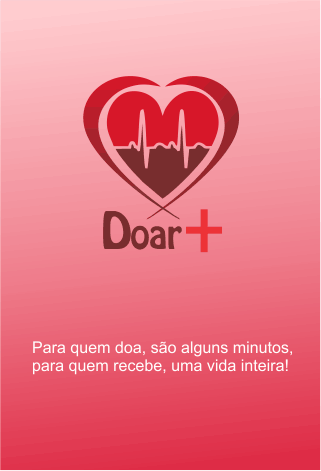 Doar+
Para quem doa, são alguns minutos,
para quem recebe, uma vida inteira!